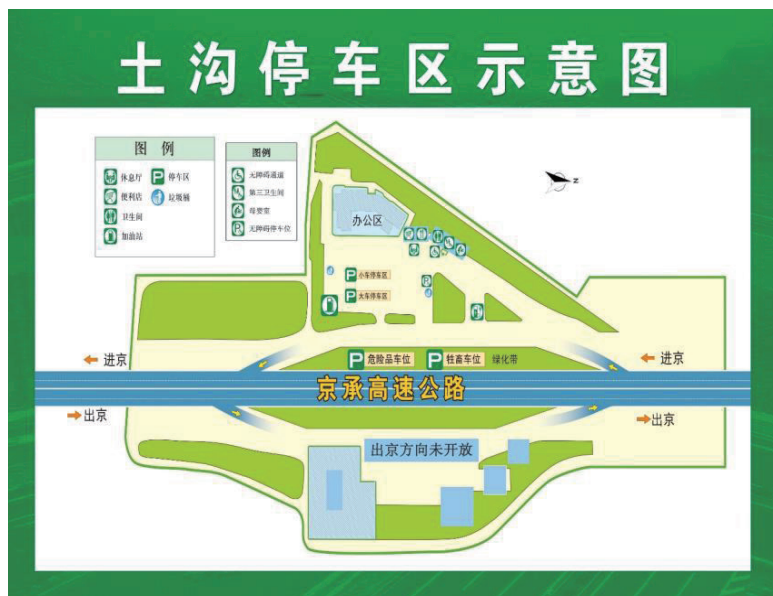 土沟停车区示意图
图 例
休息厅
停车区
便利店
垃圾桶
卫生间
加油站
图例
无障碍通道
第三卫生间
母婴室
无障碍停车位
N
办公区
P 小车停车区
P 大车停车区
P 危险品车位
P 牲畜车位
绿化带
进京
进京
京承高速公路
出京
出京
出京方向未开放